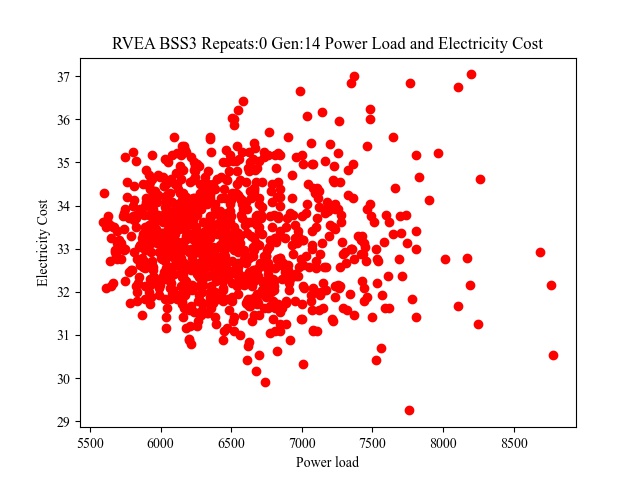 RVEA BSS3 Repeats:0 Gen:14 Power Load and Electricity Cost
37
36
35
34
33
32
31
30
29
Electricity Cost
5500 6000 6500 7000 7500 8000 8500
Power load